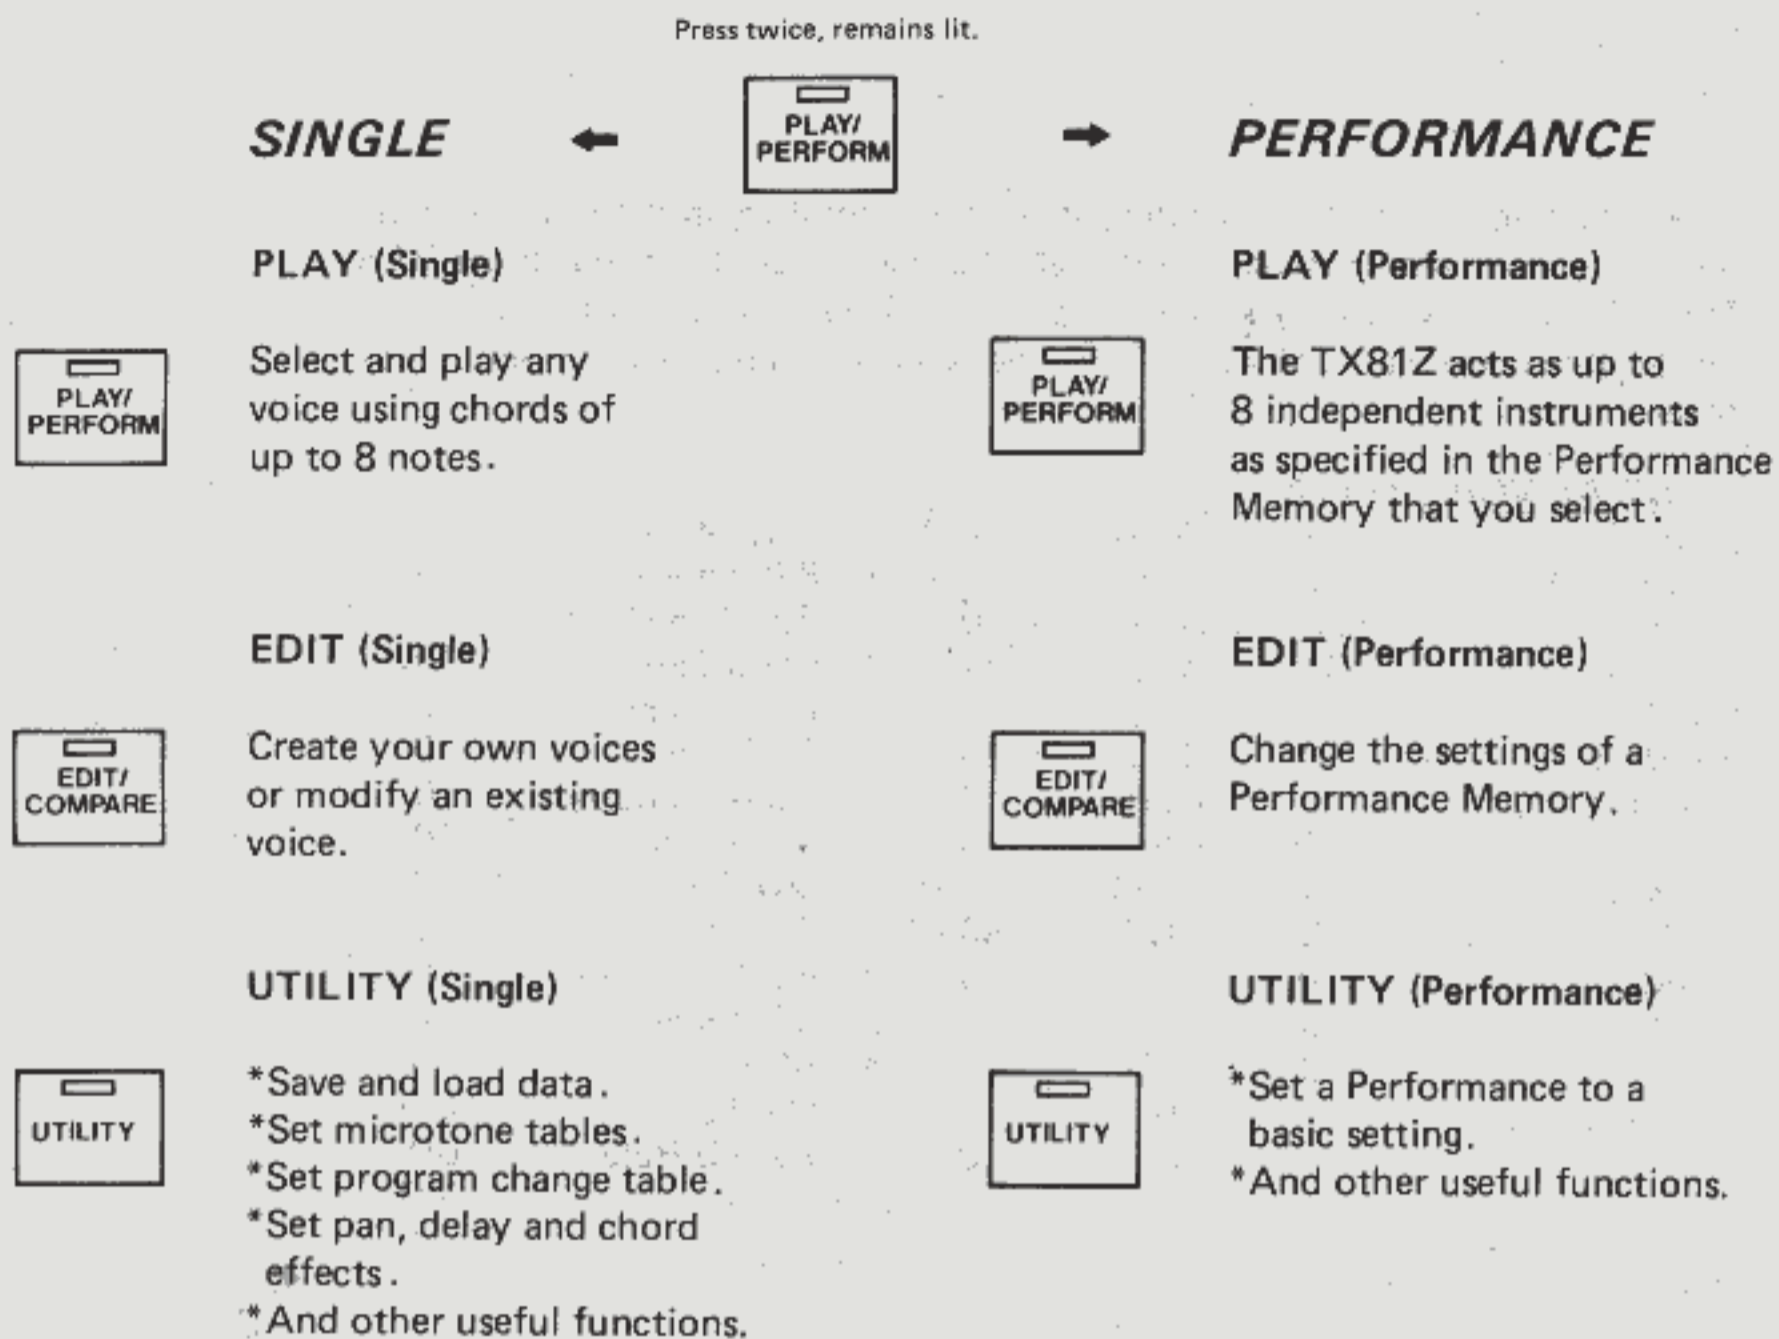 Press twice, remains lit.
SINGLE
PLAY/
PERFORM
PERFORMANCE
PLAY (Single)
PLAY/
PERFORM
Select and play any
voice using chords of
up to 8 notes.
EDIT (Single)
EDIT/
COMPARE
Create your own voices
or modify an existing
voice.
UTILITY (Single)
UTILITY
*Save and load data.
*Set microtone tables.
*Set program change table.
*Set pan, delay and chord
effects.
*And other useful functions.
PLAY (Performance)
PLAY/
PERFORM
The TX81Z acts as up to
8 independent instruments
as specified in the Performance
Memory that you select.
EDIT (Performance)
EDIT/
COMPARE
Change the settings of a
Performance Memory.
UTILITY (Performance)
UTILITY
*Set a Performance to a
basic setting.
*And other useful functions.